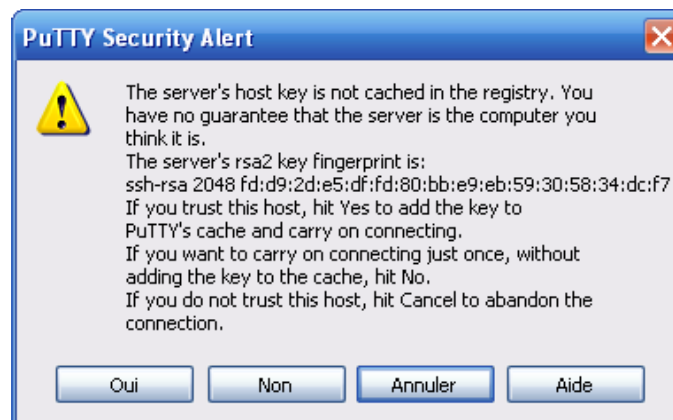 PuTTY Security Alert
The server's host key is not cached in the registry. You
have no guarantee that the server is the computer you
think it is.
The server's rsa2 key fingerprint is:
ssh-rsa 2048 fd:d9:2d:e5:df:fd:80:bb:e9:eb:59:30:58:34:dc:f7
If you trust this host, hit Yes to add the key to
PuTTY's cache and carry on connecting.
If you want to carry on connecting just once, without
adding the key to the cache, hit No.
If you do not trust this host, hit Cancel to abandon the
connection.
Oui Non Annuler Aide